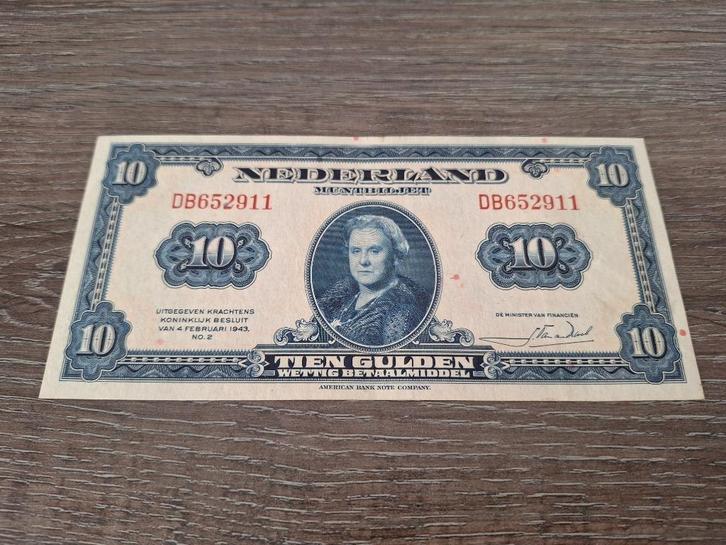 NEDERLAND
MUNTBILJET
10 10
DB652911 DB652911
10 10
UITGEGEVEN KRACHTENS
KONINKLIJK BESLUIT
VAN 4 FEBRUARI 1943.
NO. 2
DE MINISTER VAN FINANCIËN
10 10
TIEN GULDEN
WETTIG BETAALMIDDEL
AMERICAN BANK NOTE COMPANY.